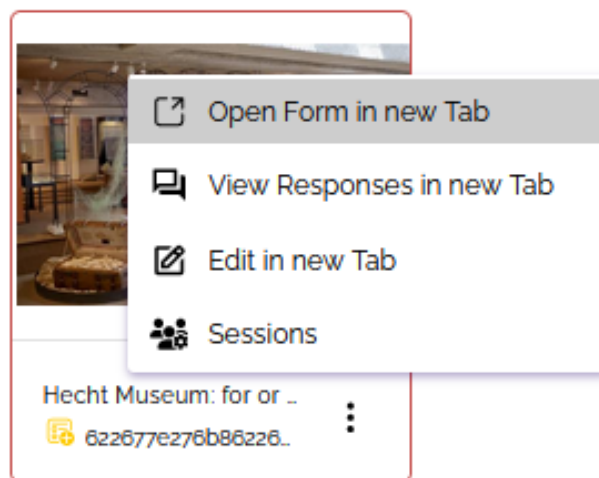 Open Form in new Tab
View Responses in new Tab
Edit in new Tab
Sessions
Hecht Museum: for or ...
622677e276b86226...